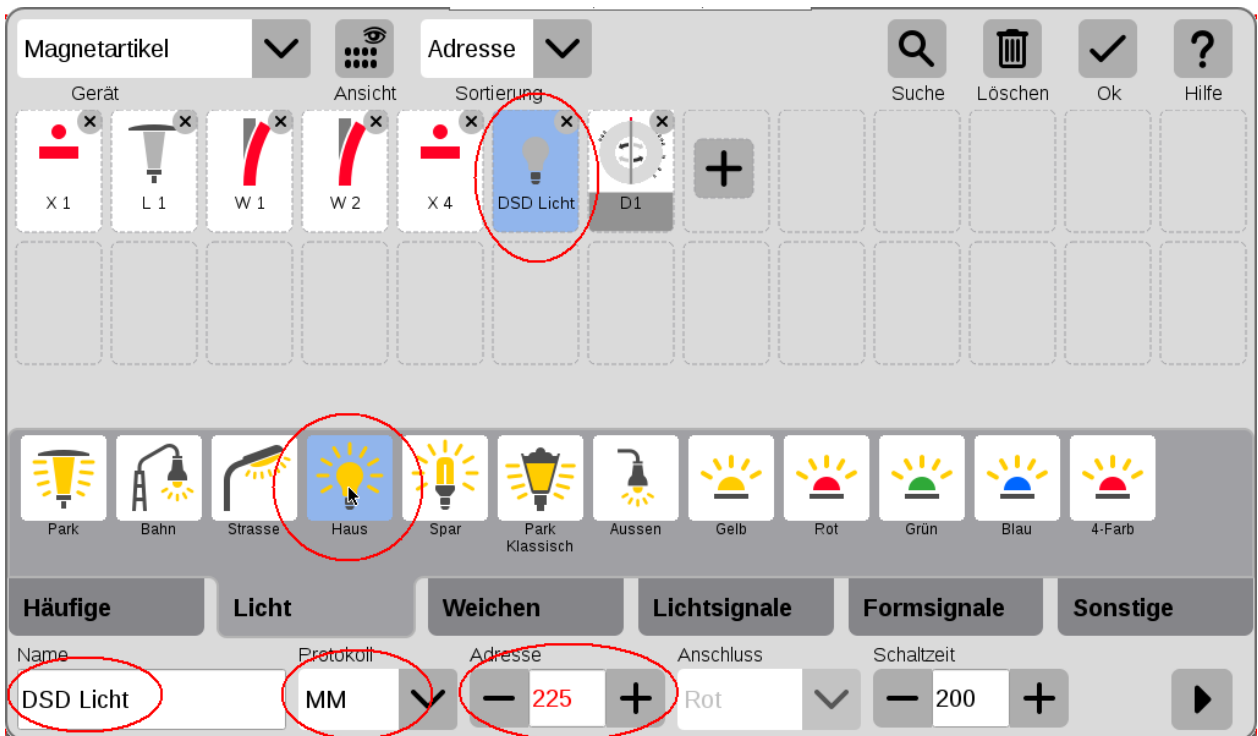 Magnetartikel
Adresse
?
Gerät
Ansicht
Sortierung
Suche
Löschen
Ok
Hilfe
X 1
L 1
W 1
W 2
X 4
DSD Licht
D1
Park
Bahn
Strasse
Haus
Spar
Park
Klassisch
Aussen
Gelb
Rot
Grün
Blau
4-Farb
Häufige
Licht
Weichen
Lichtsignale
Formsignale
Sonstige
Name
Protokoll
Adresse
Anschluss
Schaltzeit
DSD Licht
MM
225
Rot
200